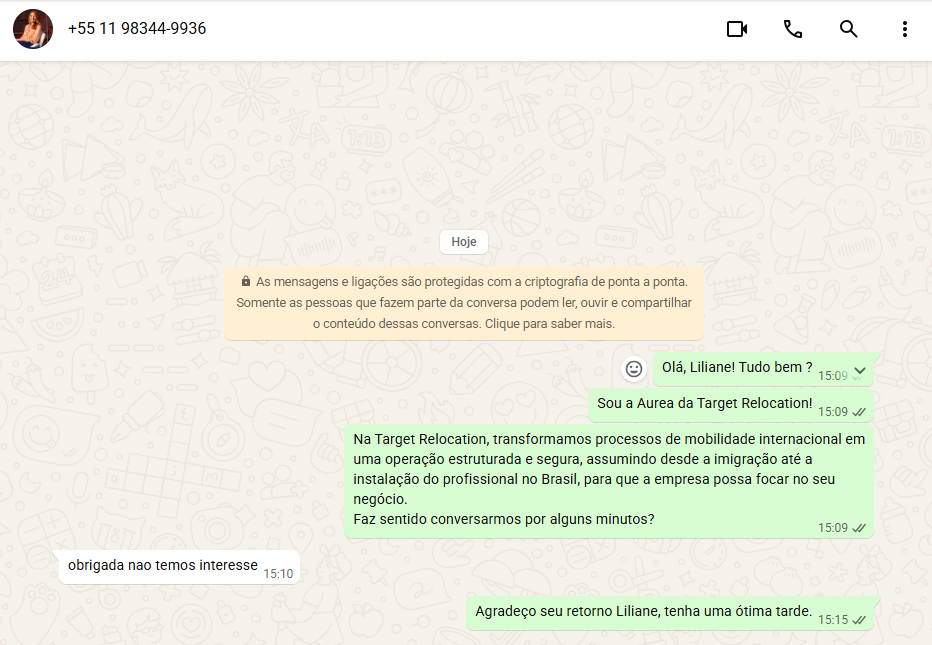 +55 11 98344-9936
Hoje
As mensagens e ligações são protegidas com a criptografia de ponta a ponta.
Somente as pessoas que fazem parte da conversa podem ler, ouvir e compartilhar
o conteúdo dessas conversas. Clique para saber mais.
Olá, Liliane! Tudo bem ?
15:09
Sou a Aurea da Target Relocation!
15:09
Na Target Relocation, transformamos processos de mobilidade internacional em
uma operação estruturada e segura, assumindo desde a imigração até a
instalação do profissional no Brasil, para que a empresa possa focar no seu
negócio.
Faz sentido conversarmos por alguns minutos?
15:09
obrigada nao temos interesse
15:10
Agradeço seu retorno Liliane, tenha uma ótima tarde.
15:15